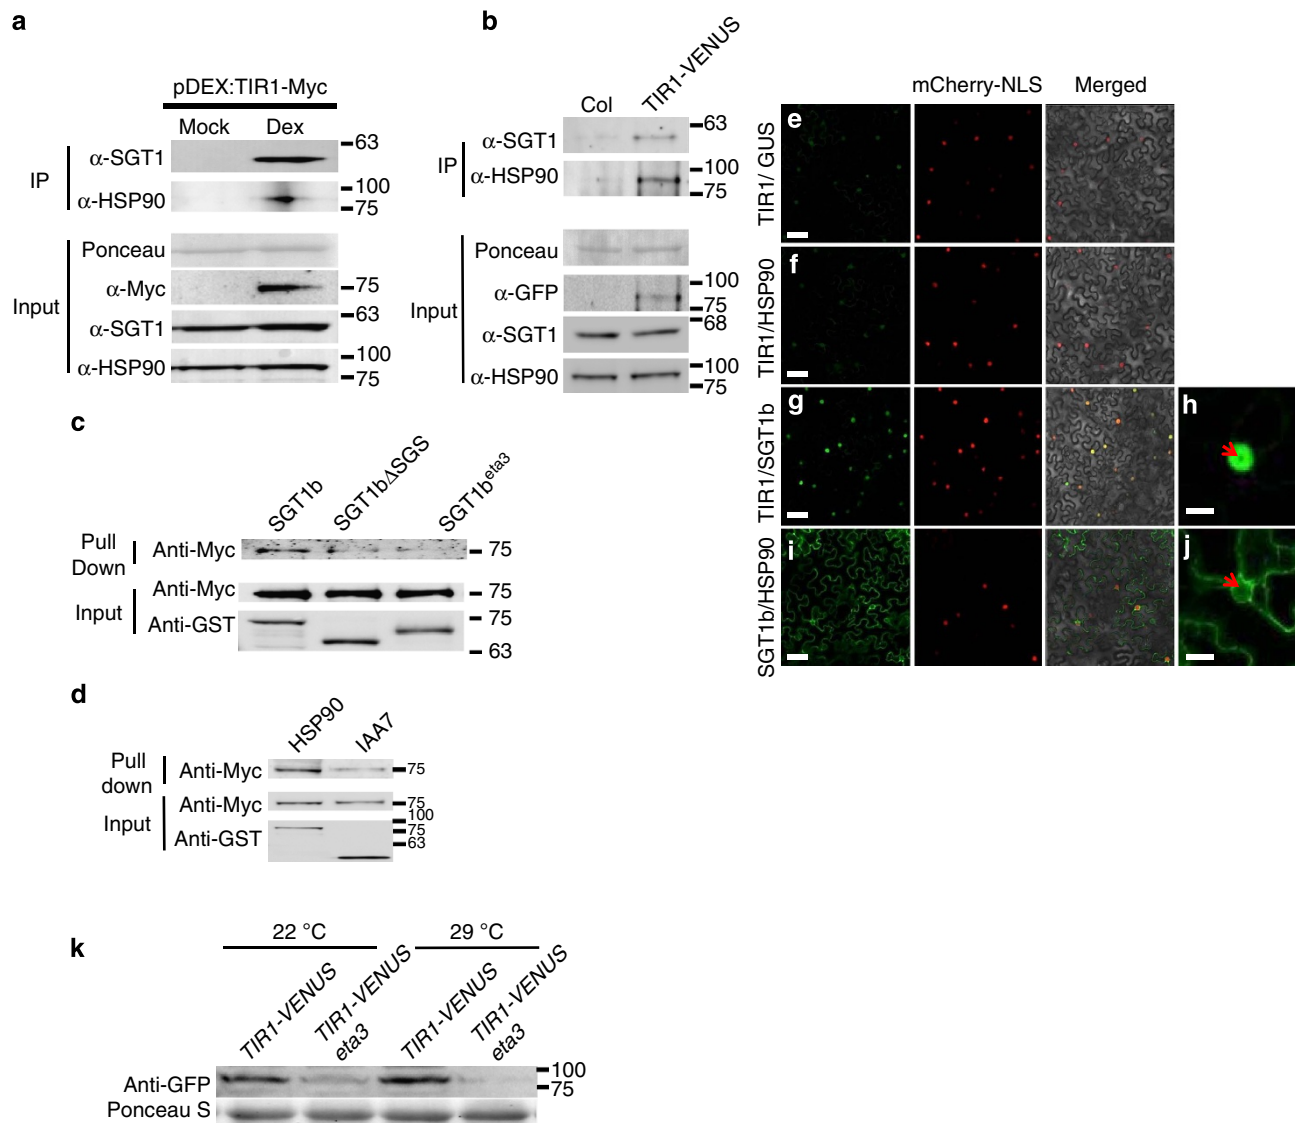 a
pDEX:TIR1-Myc
Mock Dex
IP
α-SGT1
63
α-HSP90
100
75
Input
Ponceau
α-Myc
75
α-SGT1
63
α-HSP90
100
75
b
Col TIR1-VENUS
IP
α-SGT1
63
α-HSP90
100
75
Input
Ponceau
α-GFP
100
75
α-SGT1
68
α-HSP90
100
75
c
SGT1b SGT1bΔSGS SGT1b^eta3
Pull
Down
Anti-Myc
75
Input
Anti-Myc
75
Anti-GST
75
63
d
HSP90 IAA7
Pull
down
Anti-Myc
75
Input
Anti-Myc
75
Anti-GST
100
75
63
mCherry-NLS Merged
e
TIR1/ GUS
f
TIR1/HSP90
g
TIR1/SGT1b
h
i
SGT1b/HSP90
j
k
22 °C 29 °C
TIR1-VENUS
TIR1-VENUS
eta3
TIR1-VENUS
TIR1-VENUS
eta3
Anti-GFP
100
75
Ponceau S